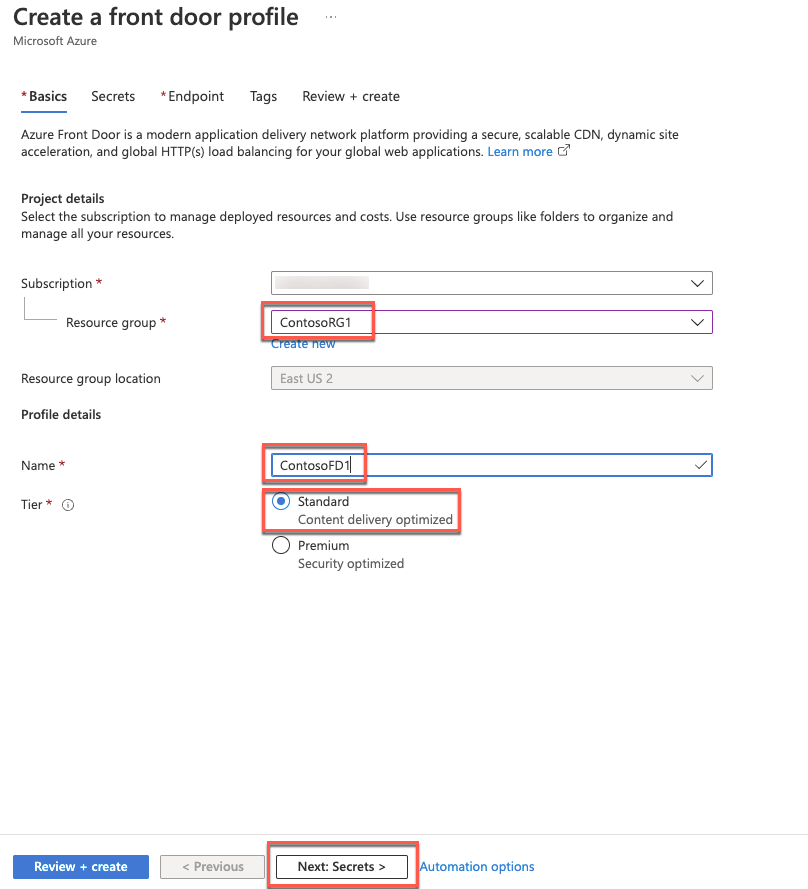 Create a front door profile ...
Microsoft Azure
*Basics Secrets *Endpoint Tags Review + create
Azure Front Door is a modern application delivery network platform providing a secure, scalable CDN, dynamic site
acceleration, and global HTTP(s) load balancing for your global web applications. Learn more
Project details
Select the subscription to manage deployed resources and costs. Use resource groups like folders to organize and
manage all your resources.
Subscription *
Resource group * ContosoRG1
Create new
Resource group location East US 2
Profile details
Name * ContosoFD1
Tier * Standard
Content delivery optimized
Premium
Security optimized
Review + create < Previous Next: Secrets > Automation options